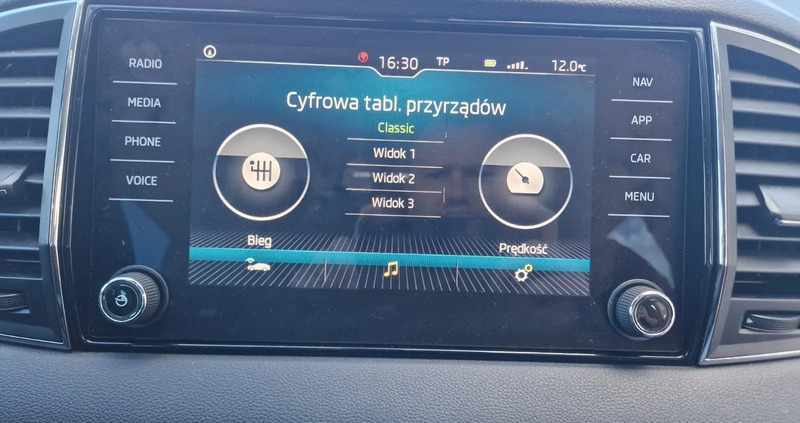 RADIO
MEDIA
PHONE
VOICE
16:30 TP 12.0°C
Cyfrowa tabl. przyrządów
Classic
Widok 1
Widok 2
Widok 3
Bieg
Prędkość
NAV
APP
CAR
MENU